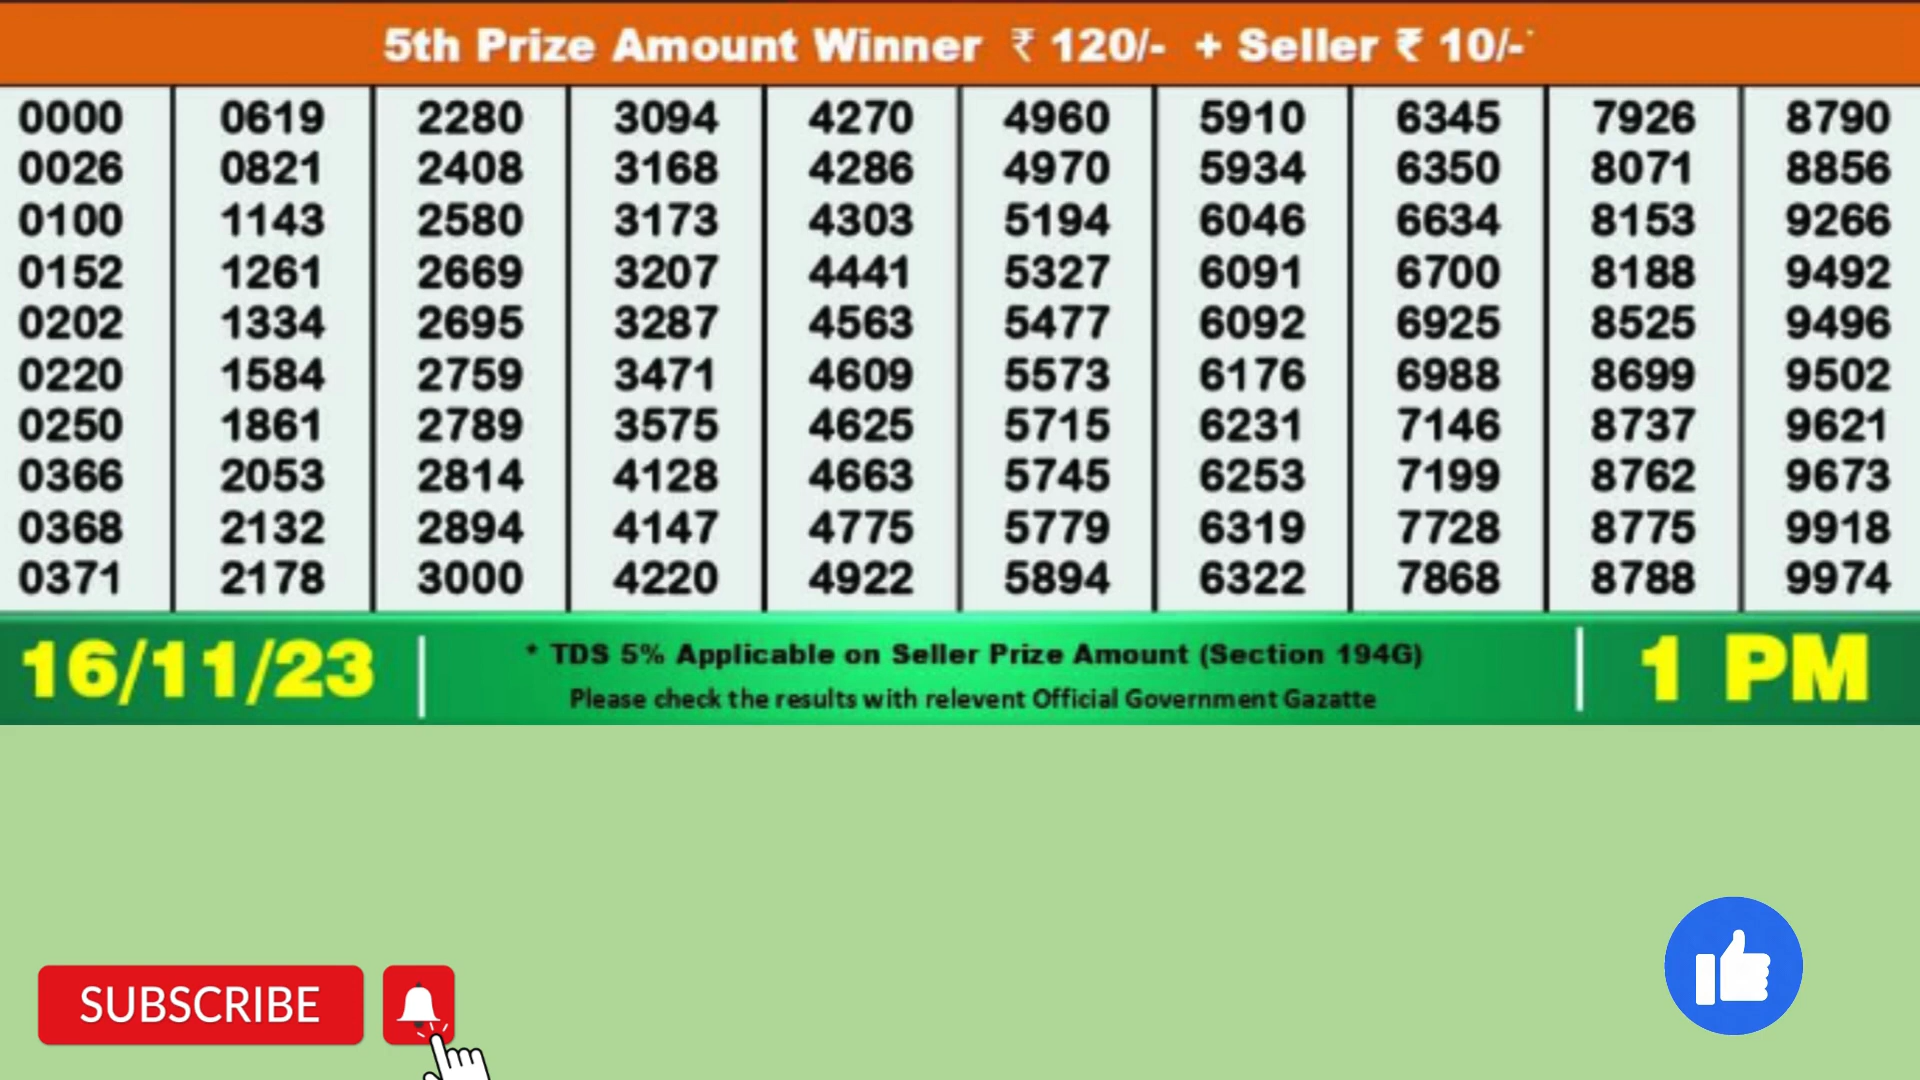 5th Prize Amount Winner ₹ 120/- + Seller ₹ 10/-*
0000 0619 2280 3094 4270 4960 5910 6345 7926 8790
0026 0821 2408 3168 4286 4970 5934 6350 8071 8856
0100 1143 2580 3173 4303 5194 6046 6634 8153 9266
0152 1261 2669 3207 4441 5327 6091 6700 8188 9492
0202 1334 2695 3287 4563 5477 6092 6925 8525 9496
0220 1584 2759 3471 4609 5573 6176 6988 8699 9502
0250 1861 2789 3575 4625 5715 6231 7146 8737 9621
0366 2053 2814 4128 4663 5745 6253 7199 8762 9673
0368 2132 2894 4147 4775 5779 6319 7728 8775 9918
0371 2178 3000 4220 4922 5894 6322 7868 8788 9974
16/11/23
* TDS 5% Applicable on Seller Prize Amount (Section 194G)
Please check the results with relevent Official Government Gazatte
1 PM
SUBSCRIBE